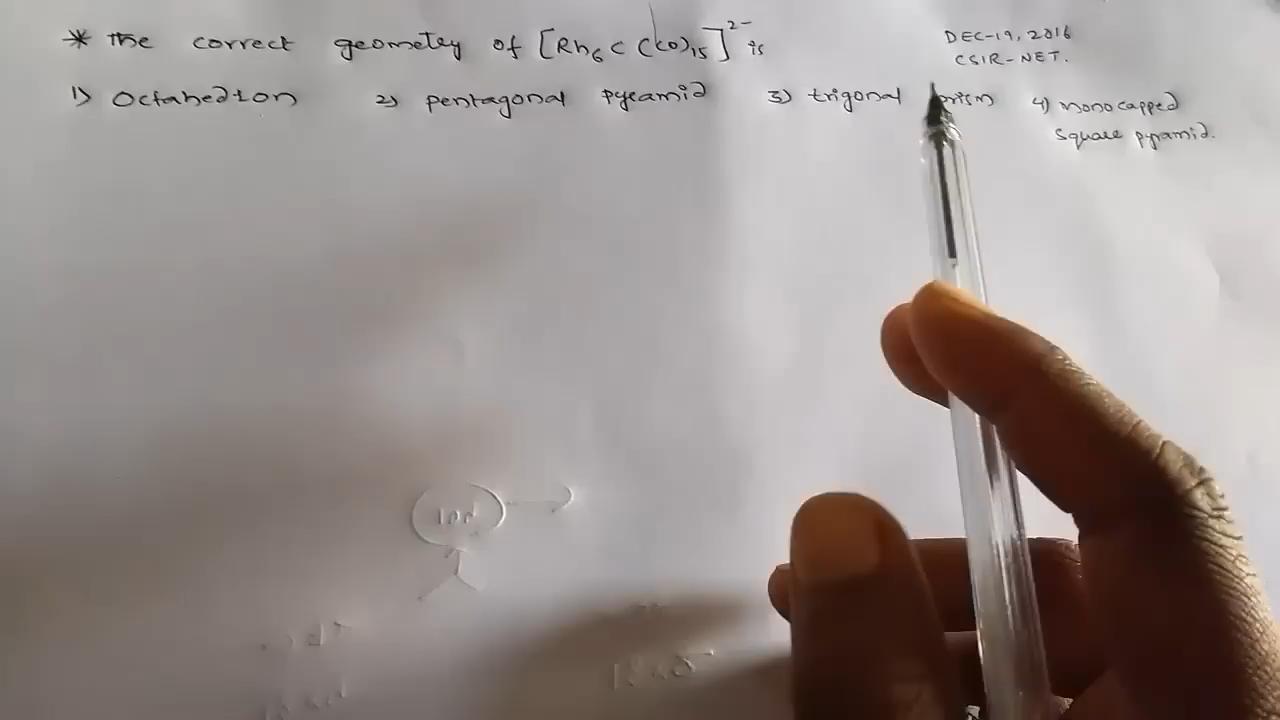 * The correct geometry of [Rh₆C(CO)₁₅]²⁻ is
DEC-19, 2016
CSIR-NET.
1) Octahedron 2) pentagonal pyramid 3) trigonal 4) monocapped
square pyramid.